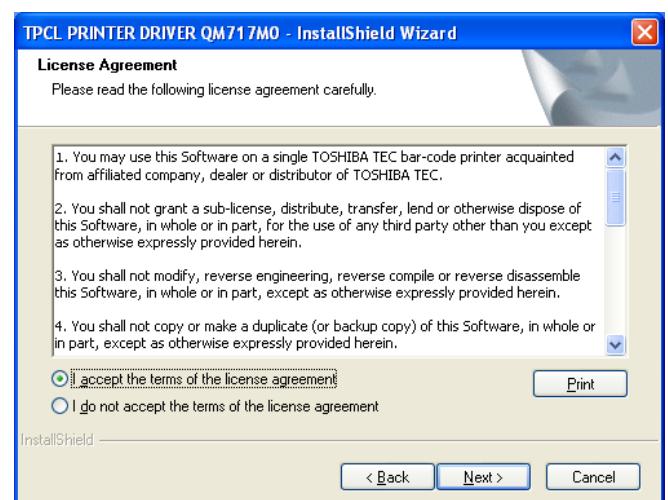 TPCL PRINTER DRIVER QM717M0 - InstallShield Wizard
License Agreement
Please read the following license agreement carefully.
1. You may use this Software on a single TOSHIBA TEC bar-code printer acquainted
from affiliated company, dealer or distributor of TOSHIBA TEC.
2. You shall not grant a sub-license, distribute, transfer, lend or otherwise dispose of
this Software, in whole or in part, for the use of any third party other than you except
as otherwise expressly provided herein.
3. You shall not modify, reverse engineering, reverse compile or reverse disassemble
this Software, in whole or in part, except as otherwise expressly provided herein.
4. You shall not copy or make a duplicate (or backup copy) of this Software, in whole or
in part, except as otherwise expressly provided herein.
I accept the terms of the license agreement
Print
I do not accept the terms of the license agreement
InstallShield
< Back
Next >
Cancel